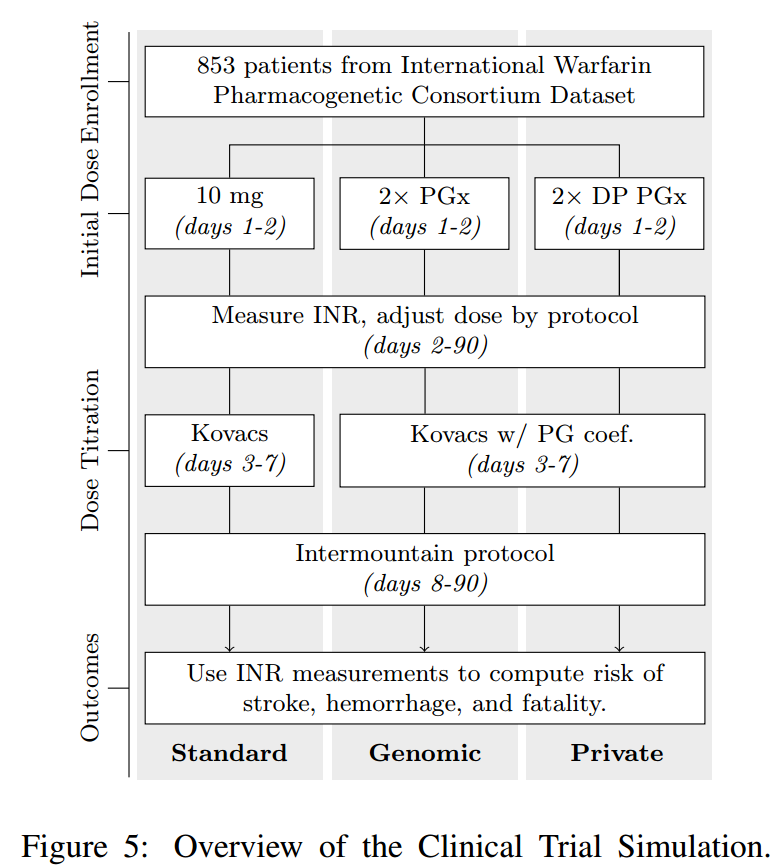 Enrollment
853 patients from International Warfarin
Pharmacogenetic Consortium Dataset
Initial Dose
10 mg
(days 1-2)
2× PGx
(days 1-2)
2× DP PGx
(days 1-2)
Measure INR, adjust dose by protocol
(days 2-90)
Dose Titration
Kovacs
(days 3-7)
Kovacs w/ PG coef.
(days 3-7)
Intermountain protocol
(days 8-90)
Outcomes
Use INR measurements to compute risk of
stroke, hemorrhage, and fatality.
Standard
Genomic
Private
Figure 5: Overview of the Clinical Trial Simulation.